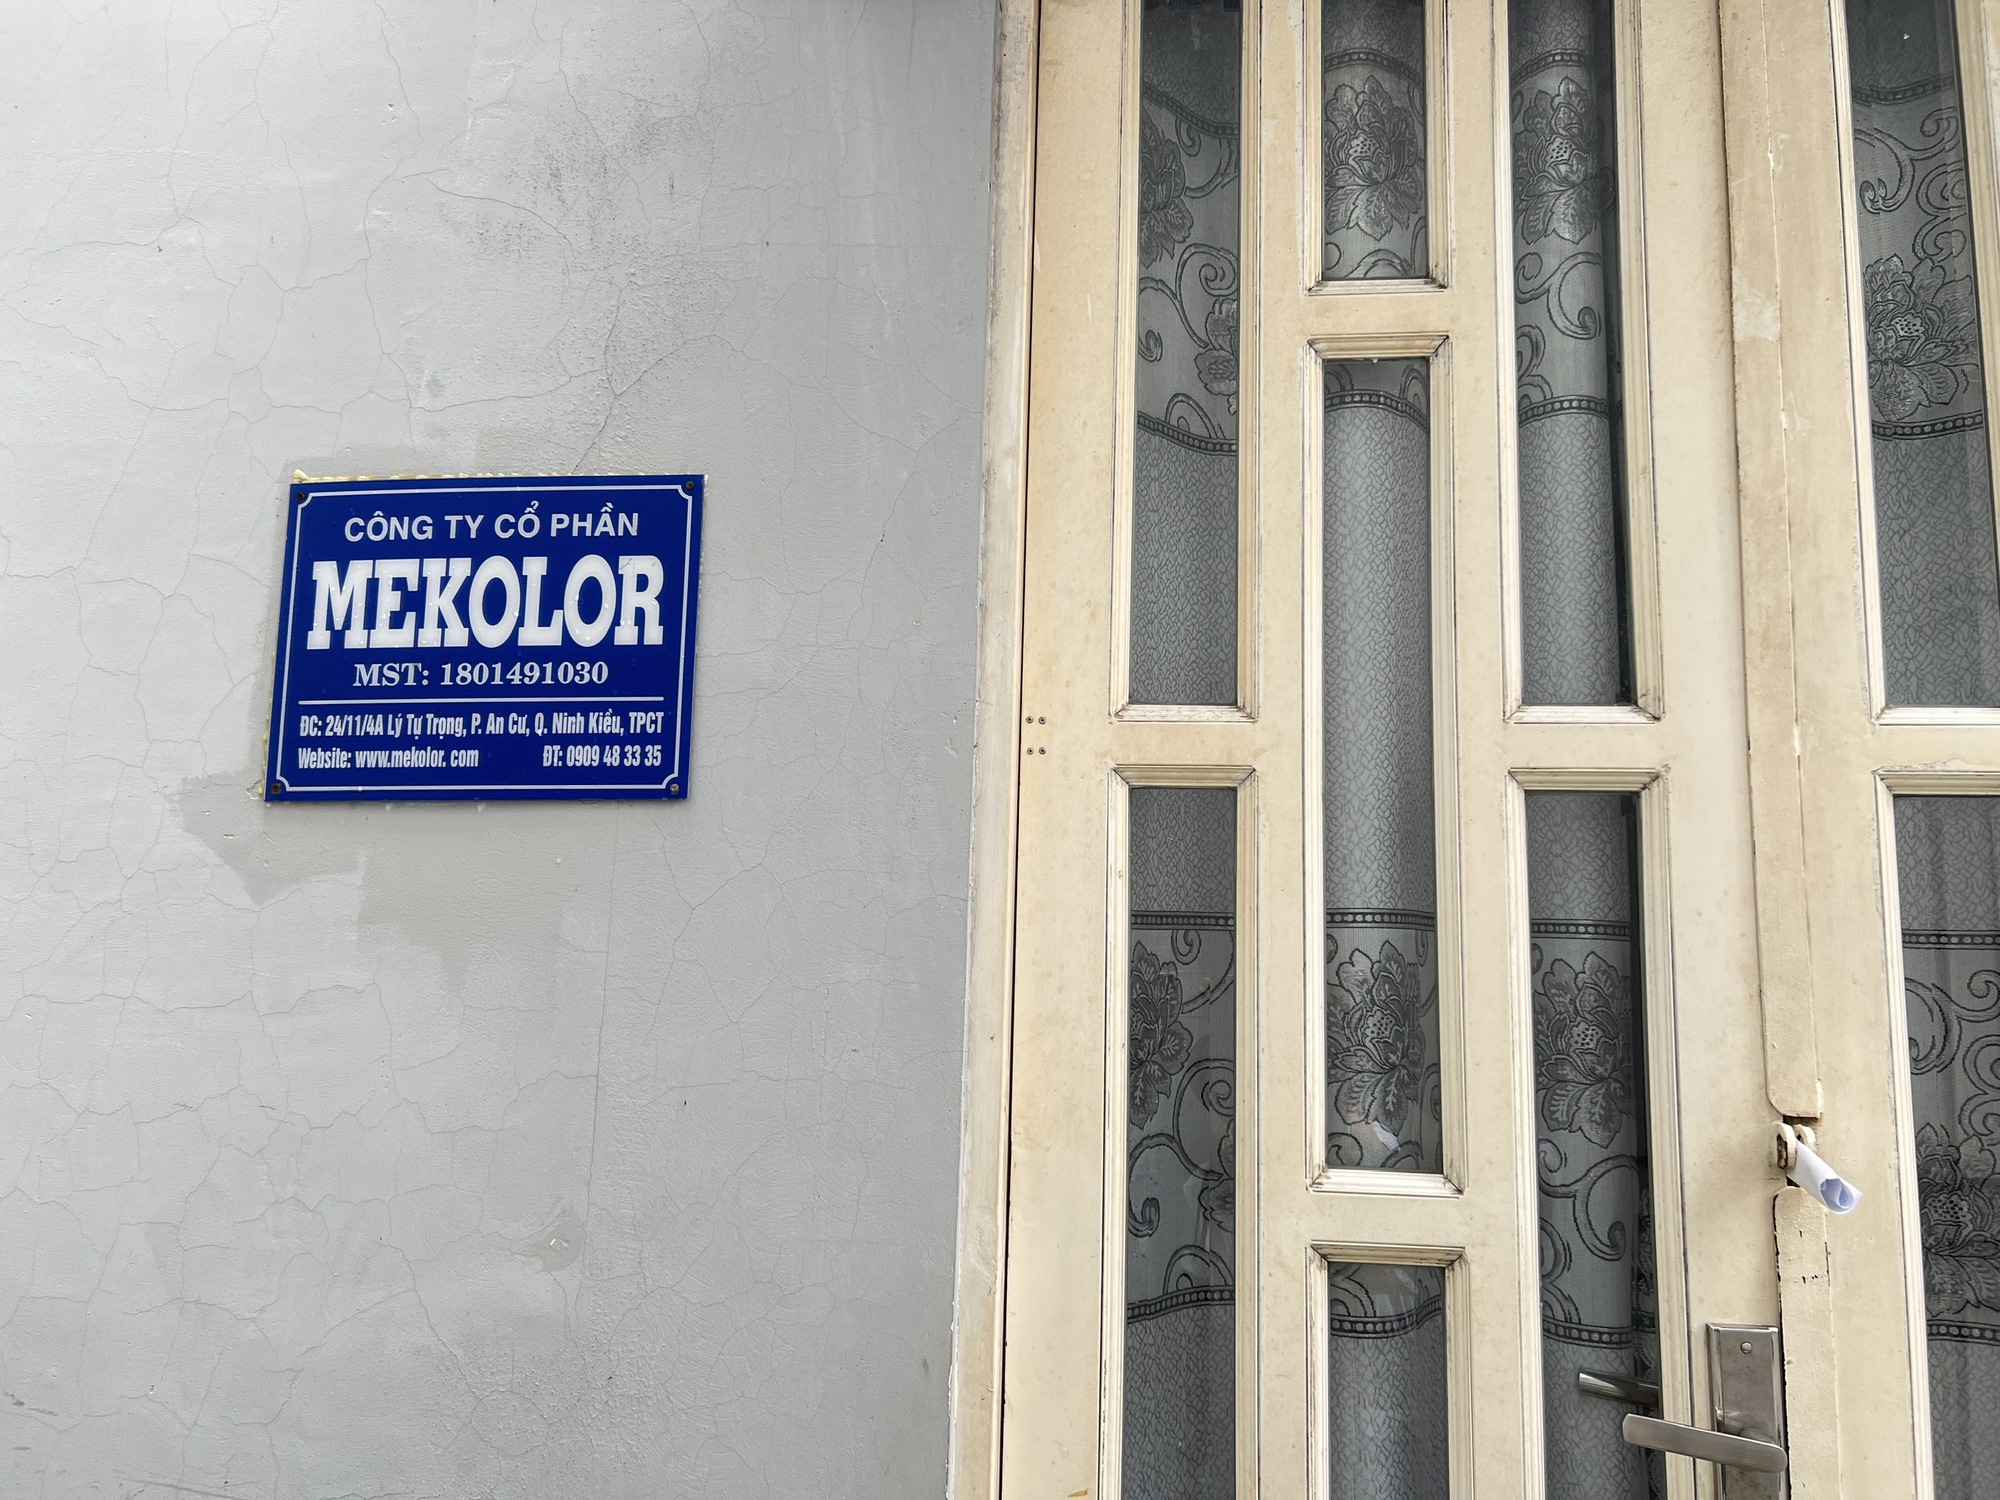 CÔNG TY CỔ PHẦN
MEKOLOR
MST: 1801491030
ĐC: 24/11/4A Lý Tự Trọng, P. An Cư, Q. Ninh Kiều, TPCT
Website: www.mekolor. com ĐT: 0909 48 33 35